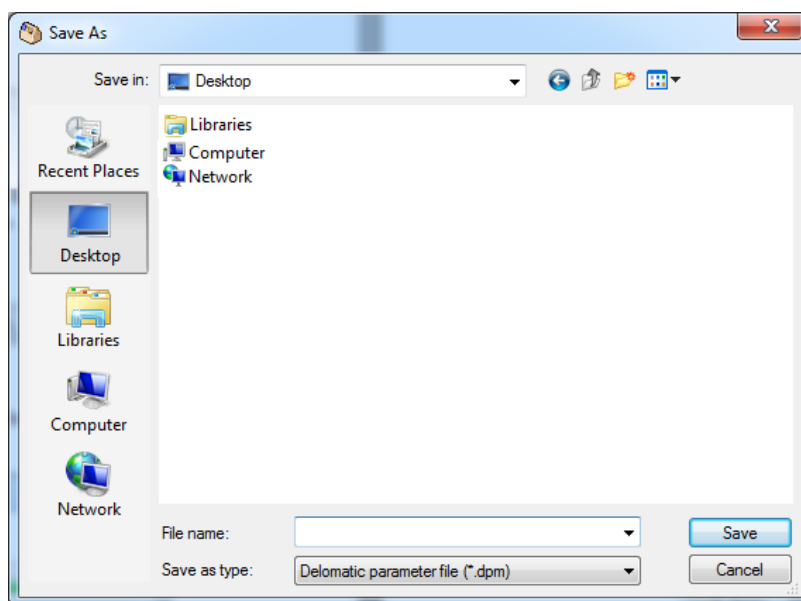 Save As
Save in:
Desktop
Recent Places
Desktop
Libraries
Computer
Network
Libraries
Computer
Network
File name:
Save
Save as type:
Delomatic parameter file (*.dpm)
Cancel